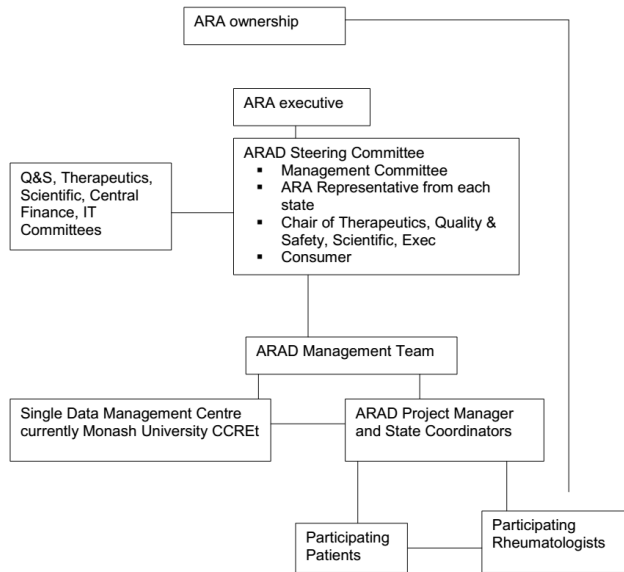 ARA ownership
ARA executive
ARAD Steering Committee
▪ Management Committee
▪ ARA Representative from each
state
▪ Chair of Therapeutics, Quality &
Safety, Scientific, Exec
▪ Consumer
Q&S, Therapeutics,
Scientific, Central
Finance, IT
Committees
ARAD Management Team
Single Data Management Centre
currently Monash University CCREt
ARAD Project Manager
and State Coordinators
Participating
Patients
Participating
Rheumatologists